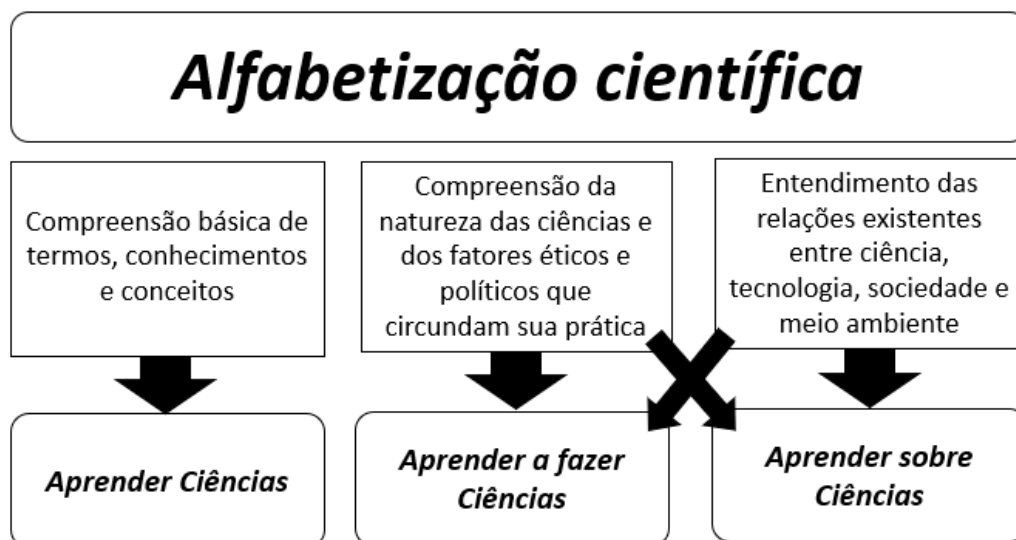 Alfabetização científica
Compreensão básica de
termos, conhecimentos
e conceitos
Compreensão da
natureza das ciências e
dos fatores éticos e
políticos que
circundam sua prática
Entendimento das
relações existentes
entre ciência,
tecnologia, sociedade e
meio ambiente
Aprender Ciências
Aprender a fazer
Ciências
Aprender sobre
Ciências